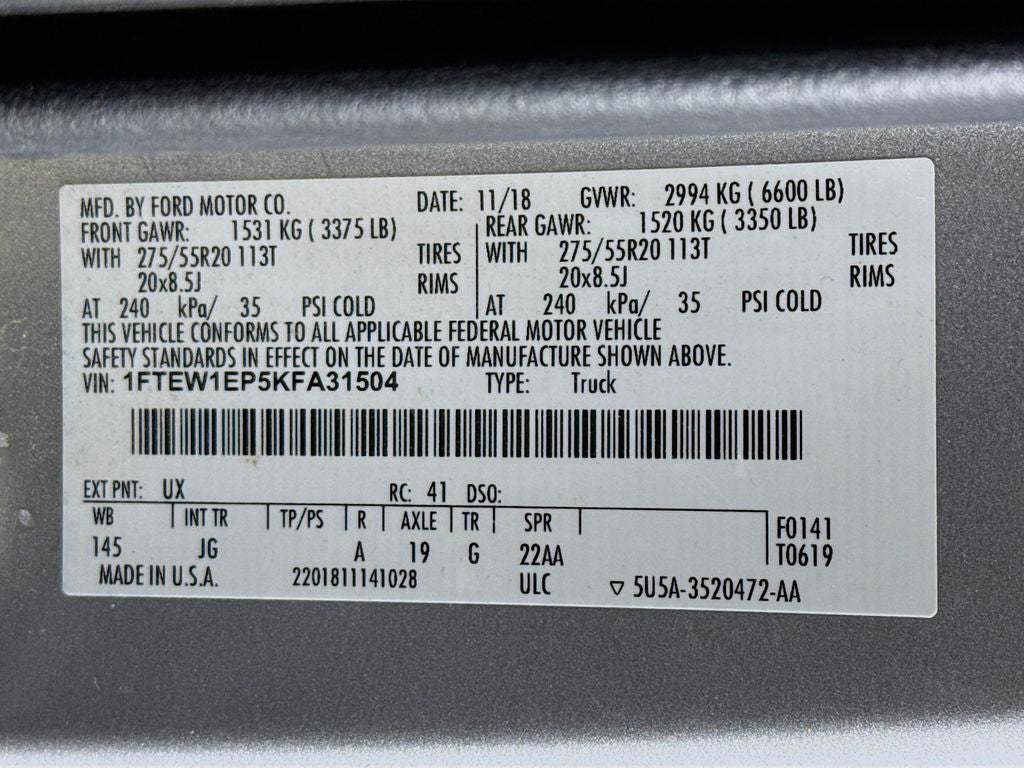 MFD. BY FORD MOTOR CO. DATE: 11/18 GVWR: 2994 KG ( 6600 LB)
FRONT GAWR: 1531 KG ( 3375 LB) REAR GAWR: 1520 KG ( 3350 LB)
WITH 275/55R20 113T TIRES WITH 275/55R20 113T TIRES
20x8.5J RIMS 20x8.5J RIMS
AT 240 kPa/ 35 PSI COLD AT 240 kPa/ 35 PSI COLD
THIS VEHICLE CONFORMS TO ALL APPLICABLE FEDERAL MOTOR VEHICLE
SAFETY STANDARDS IN EFFECT ON THE DATE OF MANUFACTURE SHOWN ABOVE.
VIN: 1FTEW1EP5KFA31504 TYPE: Truck
EXT PNT: UX RC: 41 DSO:
WB INT TR TP/PS R AXLE TR SPR F0141
145 JG A 19 G 22AA T0619
MADE IN U.S.A. 2201811141028 ULC ▽ 5U5A-3520472-AA